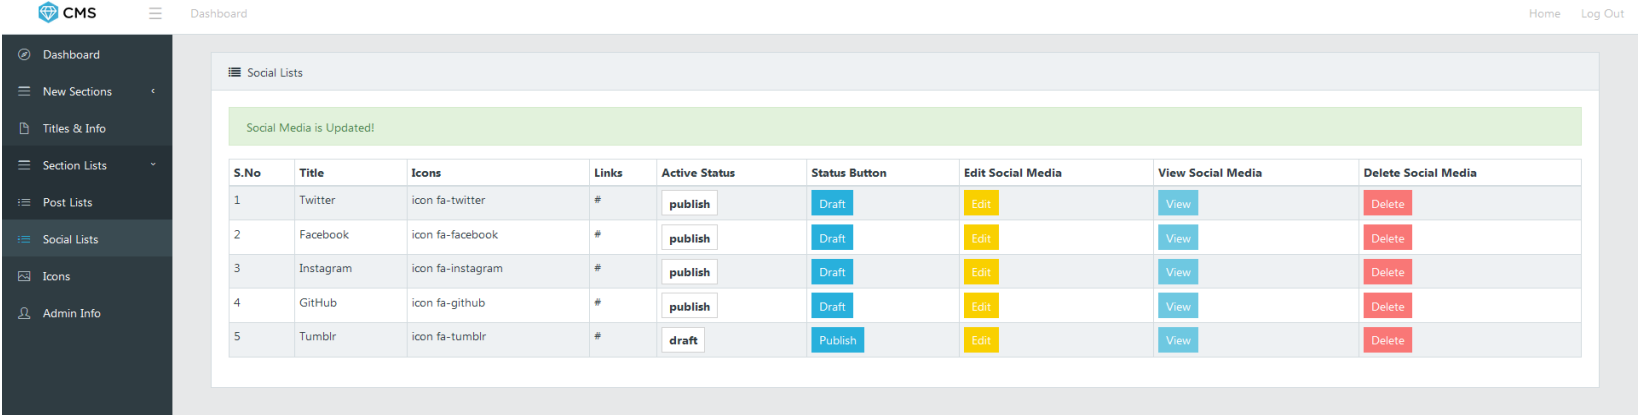 CMS Dashboard Home Log Out
Dashboard
New Sections
Titles & Info
Section Lists
Post Lists
Social Lists
Icons
Admin Info
Social Lists
Social Media is Updated!
S.No Title Icons Links Active Status Status Button Edit Social Media View Social Media Delete Social Media
1 Twitter icon fa-twitter # publish Draft Edit View Delete
2 Facebook icon fa-facebook # publish Draft Edit View Delete
3 Instagram icon fa-instagram # publish Draft Edit View Delete
4 GitHub icon fa-github # publish Draft Edit View Delete
5 Tumblr icon fa-tumblr # draft Publish Edit View Delete